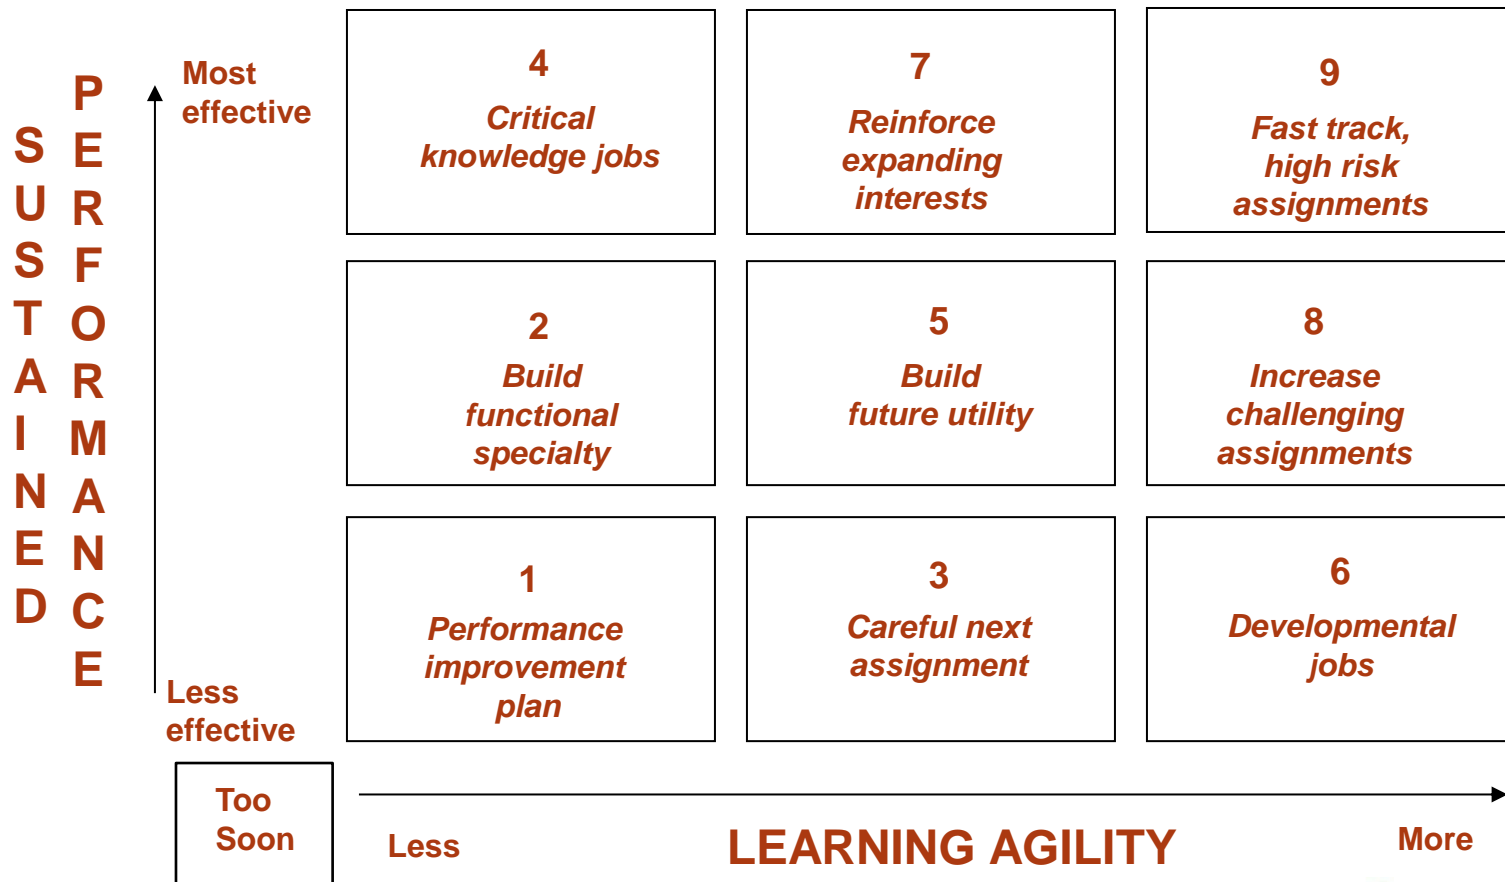 SUSTAINED
PERFORMANCE
Most
effective
4
Critical
knowledge jobs
7
Reinforce
expanding
interests
9
Fast track,
high risk
assignments
2
Build
functional
specialty
5
Build
future utility
8
Increase
challenging
assignments
1
Performance
improvement
plan
3
Careful next
assignment
6
Developmental
jobs
Less
effective
Too
Soon
Less
LEARNING AGILITY
More